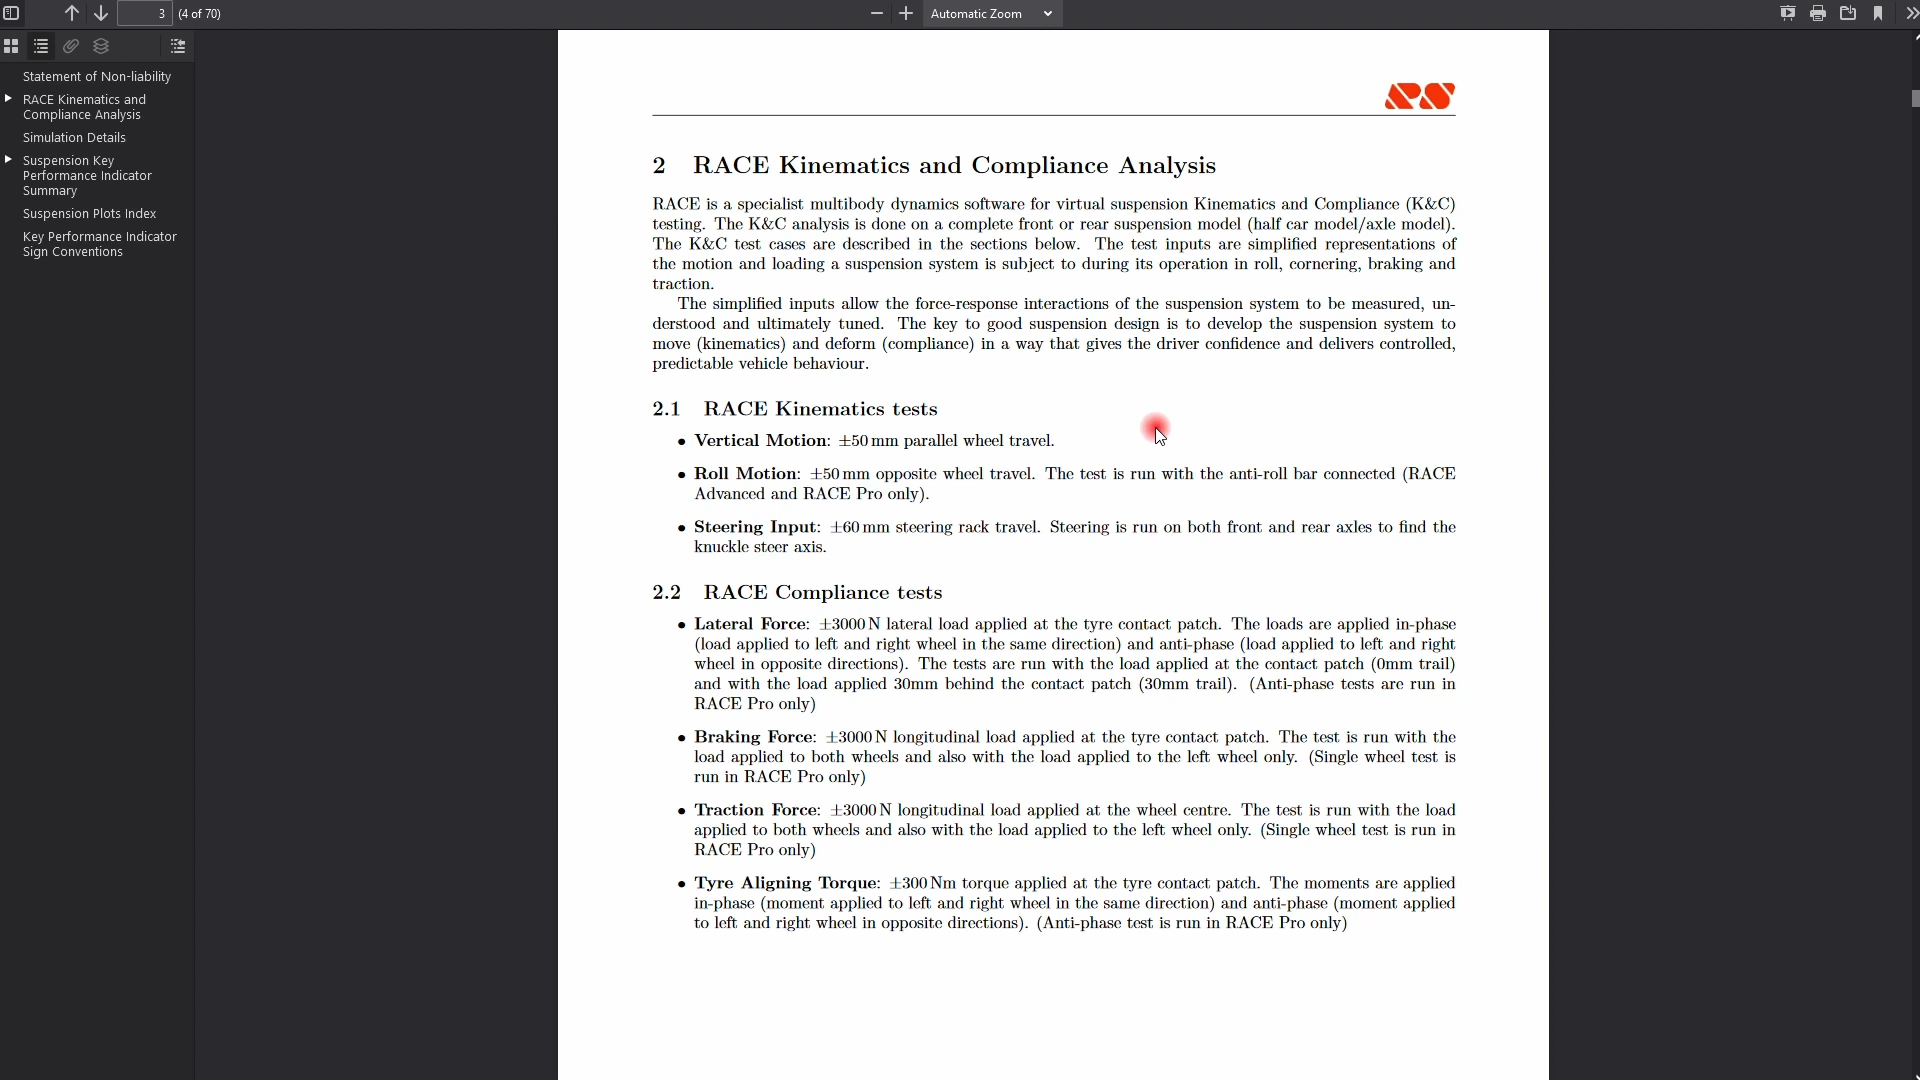 3 (4 of 70) Automatic Zoom
Statement of Non-liability
RACE Kinematics and
Compliance Analysis
Simulation Details
Suspension Key
Performance Indicator
Summary
Suspension Plots Index
Key Performance Indicator
Sign Conventions
2 RACE Kinematics and Compliance Analysis
RACE is a specialist multibody dynamics software for virtual suspension Kinematics and Compliance (K&C)
testing. The K&C analysis is done on a complete front or rear suspension model (half car model/axle model).
The K&C test cases are described in the sections below. The test inputs are simplified representations of
the motion and loading a suspension system is subject to during its operation in roll, cornering, braking and
traction.
The simplified inputs allow the force-response interactions of the suspension system to be measured, un-
derstood and ultimately tuned. The key to good suspension design is to develop the suspension system to
move (kinematics) and deform (compliance) in a way that gives the driver confidence and delivers controlled,
predictable vehicle behaviour.
2.1 RACE Kinematics tests
• Vertical Motion: ±50 mm parallel wheel travel.
• Roll Motion: ±50 mm opposite wheel travel. The test is run with the anti-roll bar connected (RACE
Advanced and RACE Pro only).
• Steering Input: ±60 mm steering rack travel. Steering is run on both front and rear axles to find the
knuckle steer axis.
2.2 RACE Compliance tests
• Lateral Force: ±3000 N lateral load applied at the tyre contact patch. The loads are applied in-phase
(load applied to left and right wheel in the same direction) and anti-phase (load applied to left and right
wheel in opposite directions). The tests are run with the load applied at the contact patch (0mm trail)
and with the load applied 30mm behind the contact patch (30mm trail). (Anti-phase tests are run in
RACE Pro only)
• Braking Force: ±3000 N longitudinal load applied at the tyre contact patch. The test is run with the
load applied to both wheels and also with the load applied to the left wheel only. (Single wheel test is
run in RACE Pro only)
• Traction Force: ±3000 N longitudinal load applied at the wheel centre. The test is run with the load
applied to both wheels and also with the load applied to the left wheel only. (Single wheel test is run in
RACE Pro only)
• Tyre Aligning Torque: ±300 Nm torque applied at the tyre contact patch. The moments are applied
in-phase (moment applied to left and right wheel in the same direction) and anti-phase (moment applied
to left and right wheel in opposite directions). (Anti-phase test is run in RACE Pro only)